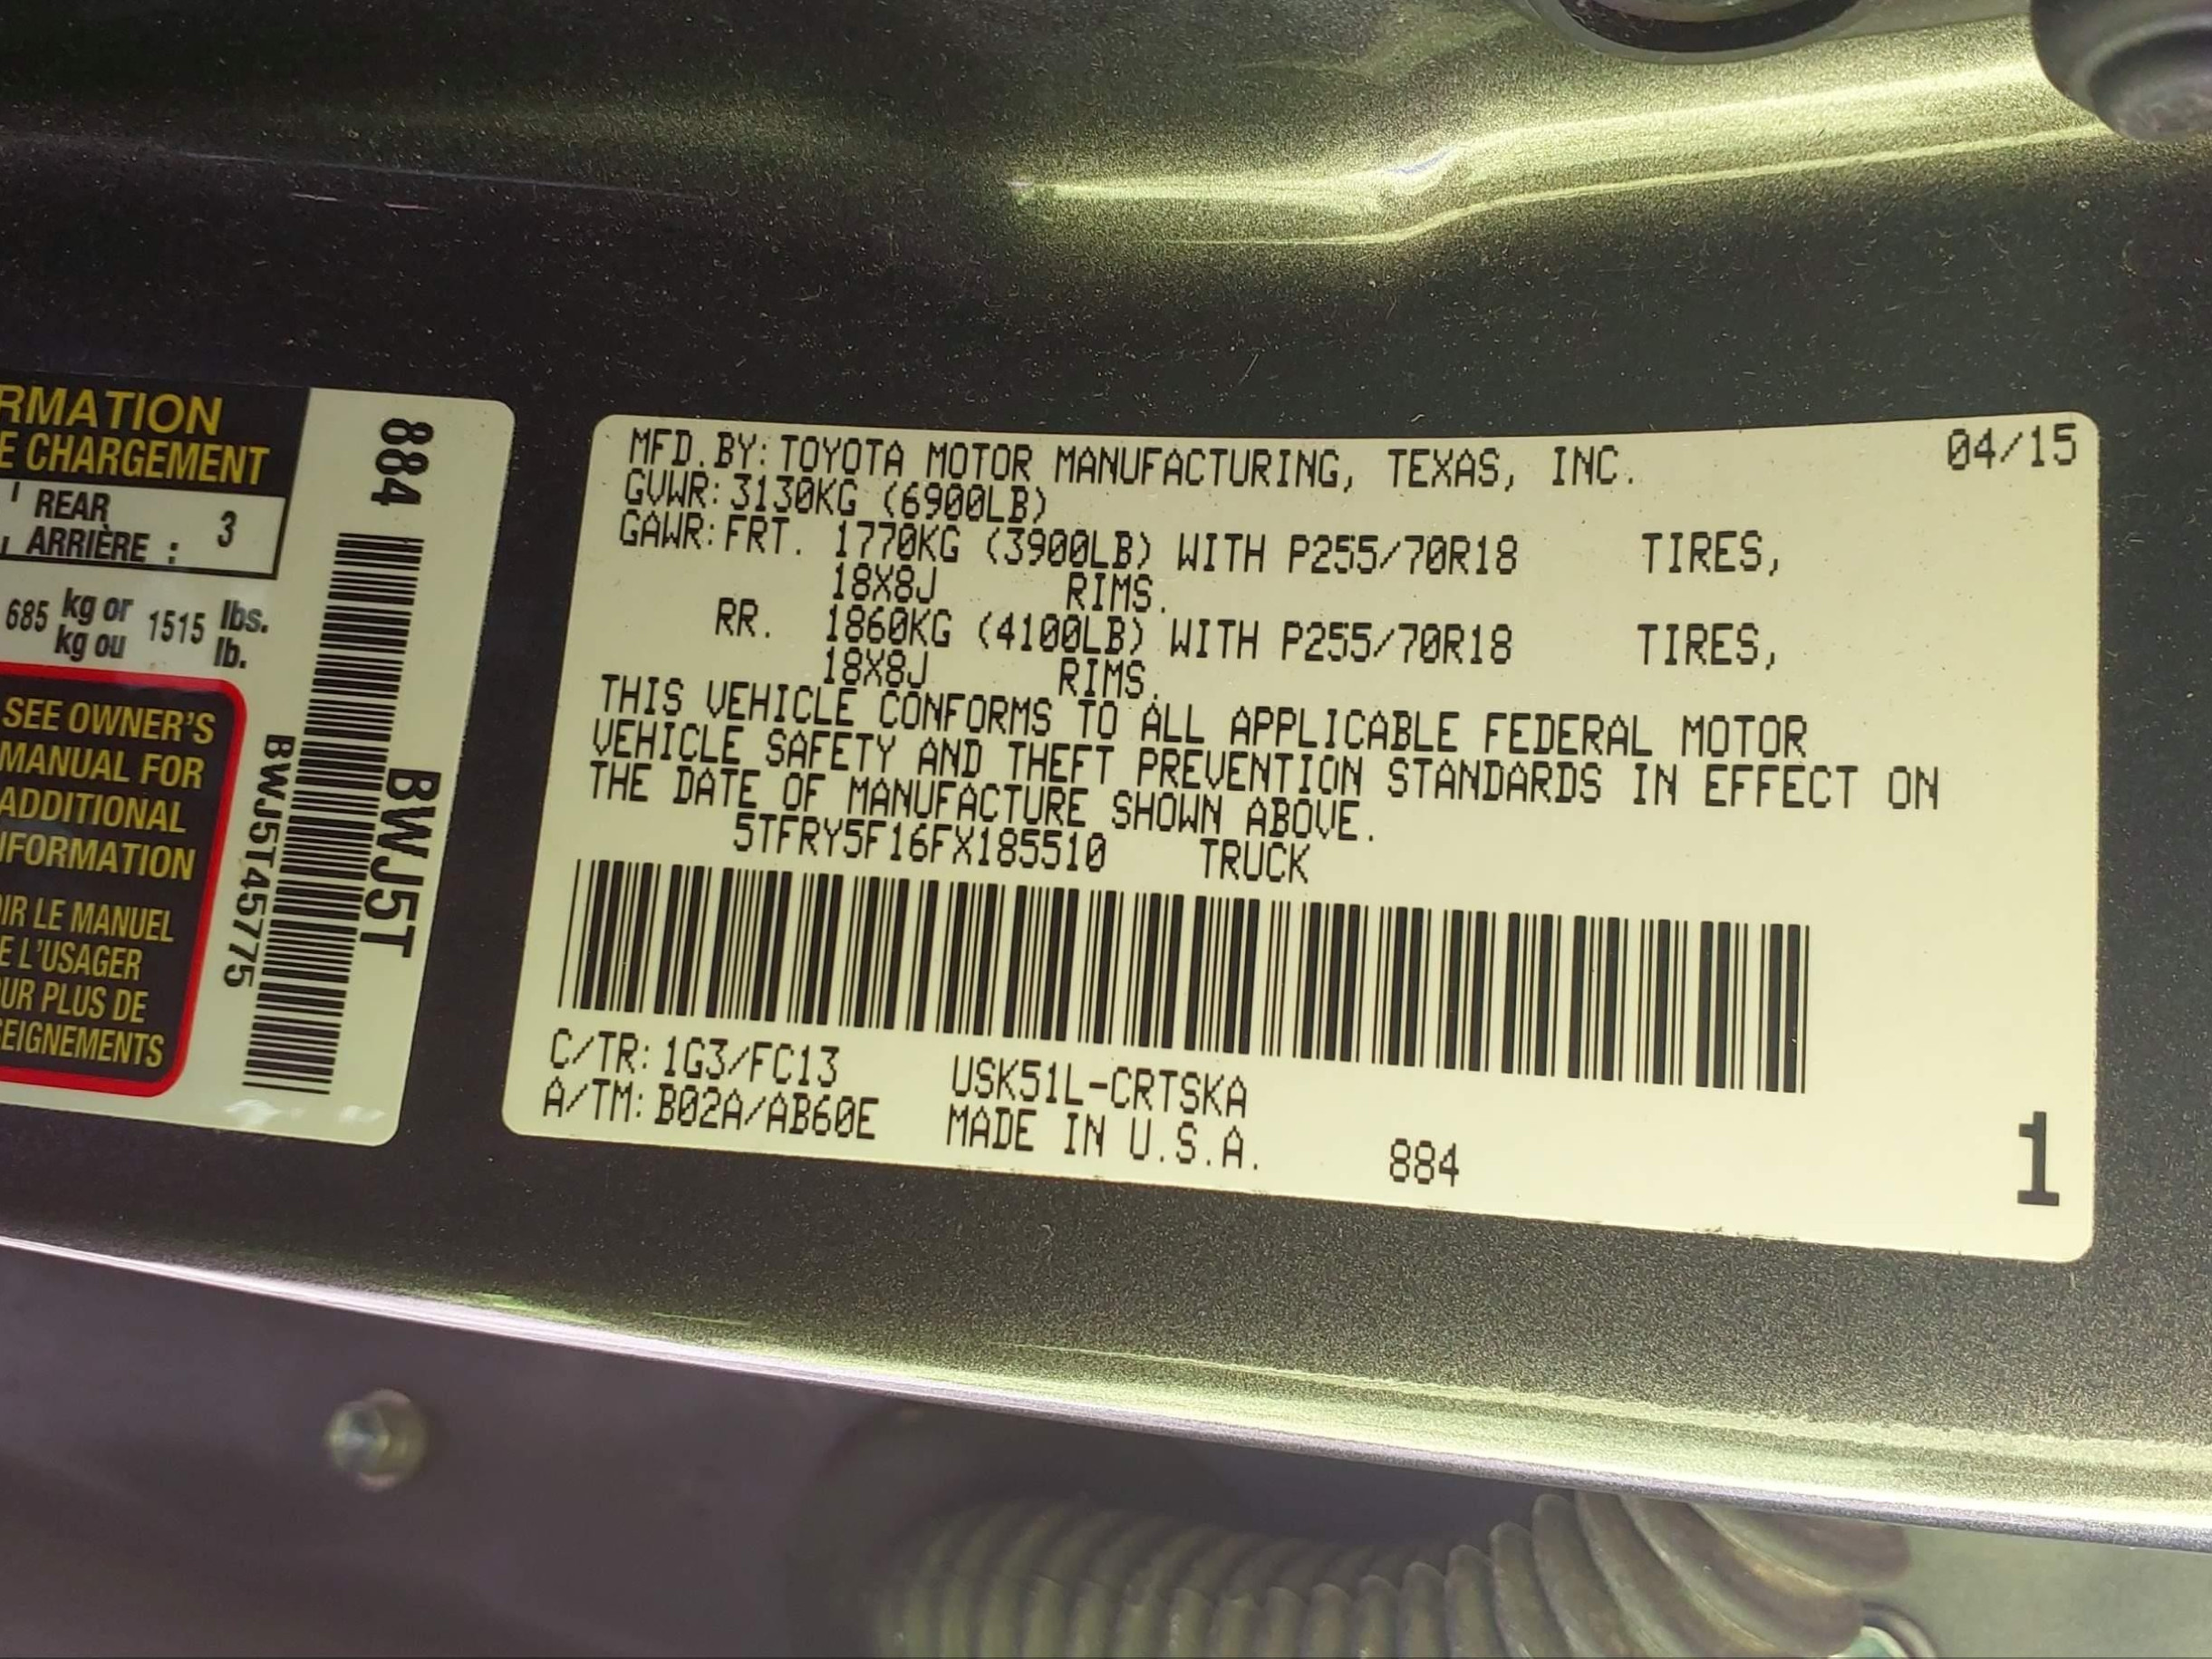 RMATION
E CHARGEMENT
REAR
ARRIÈRE : 3
685 kg or 1515 lbs.
kg ou lb.
SEE OWNER'S
MANUAL FOR
ADDITIONAL
INFORMATION
OIR LE MANUEL
E L'USAGER
OUR PLUS DE
SEIGNEMENTS
884
BWJ5T
BWJ5T45775
MFD.BY:TOYOTA MOTOR MANUFACTURING, TEXAS, INC. 04/15
GVWR:3130KG (6900LB)
GAWR:FRT. 1770KG (3900LB) WITH P255/70R18 TIRES,
18X8J RIMS.
RR. 1860KG (4100LB) WITH P255/70R18 TIRES,
18X8J RIMS.
THIS VEHICLE CONFORMS TO ALL APPLICABLE FEDERAL MOTOR
VEHICLE SAFETY AND THEFT PREVENTION STANDARDS IN EFFECT ON
THE DATE OF MANUFACTURE SHOWN ABOVE.
5TFRY5F16FX185510 TRUCK
C/TR:1G3/FC13 USK51L-CRTSKA
A/TM:B02A/AB60E MADE IN U.S.A. 884
1